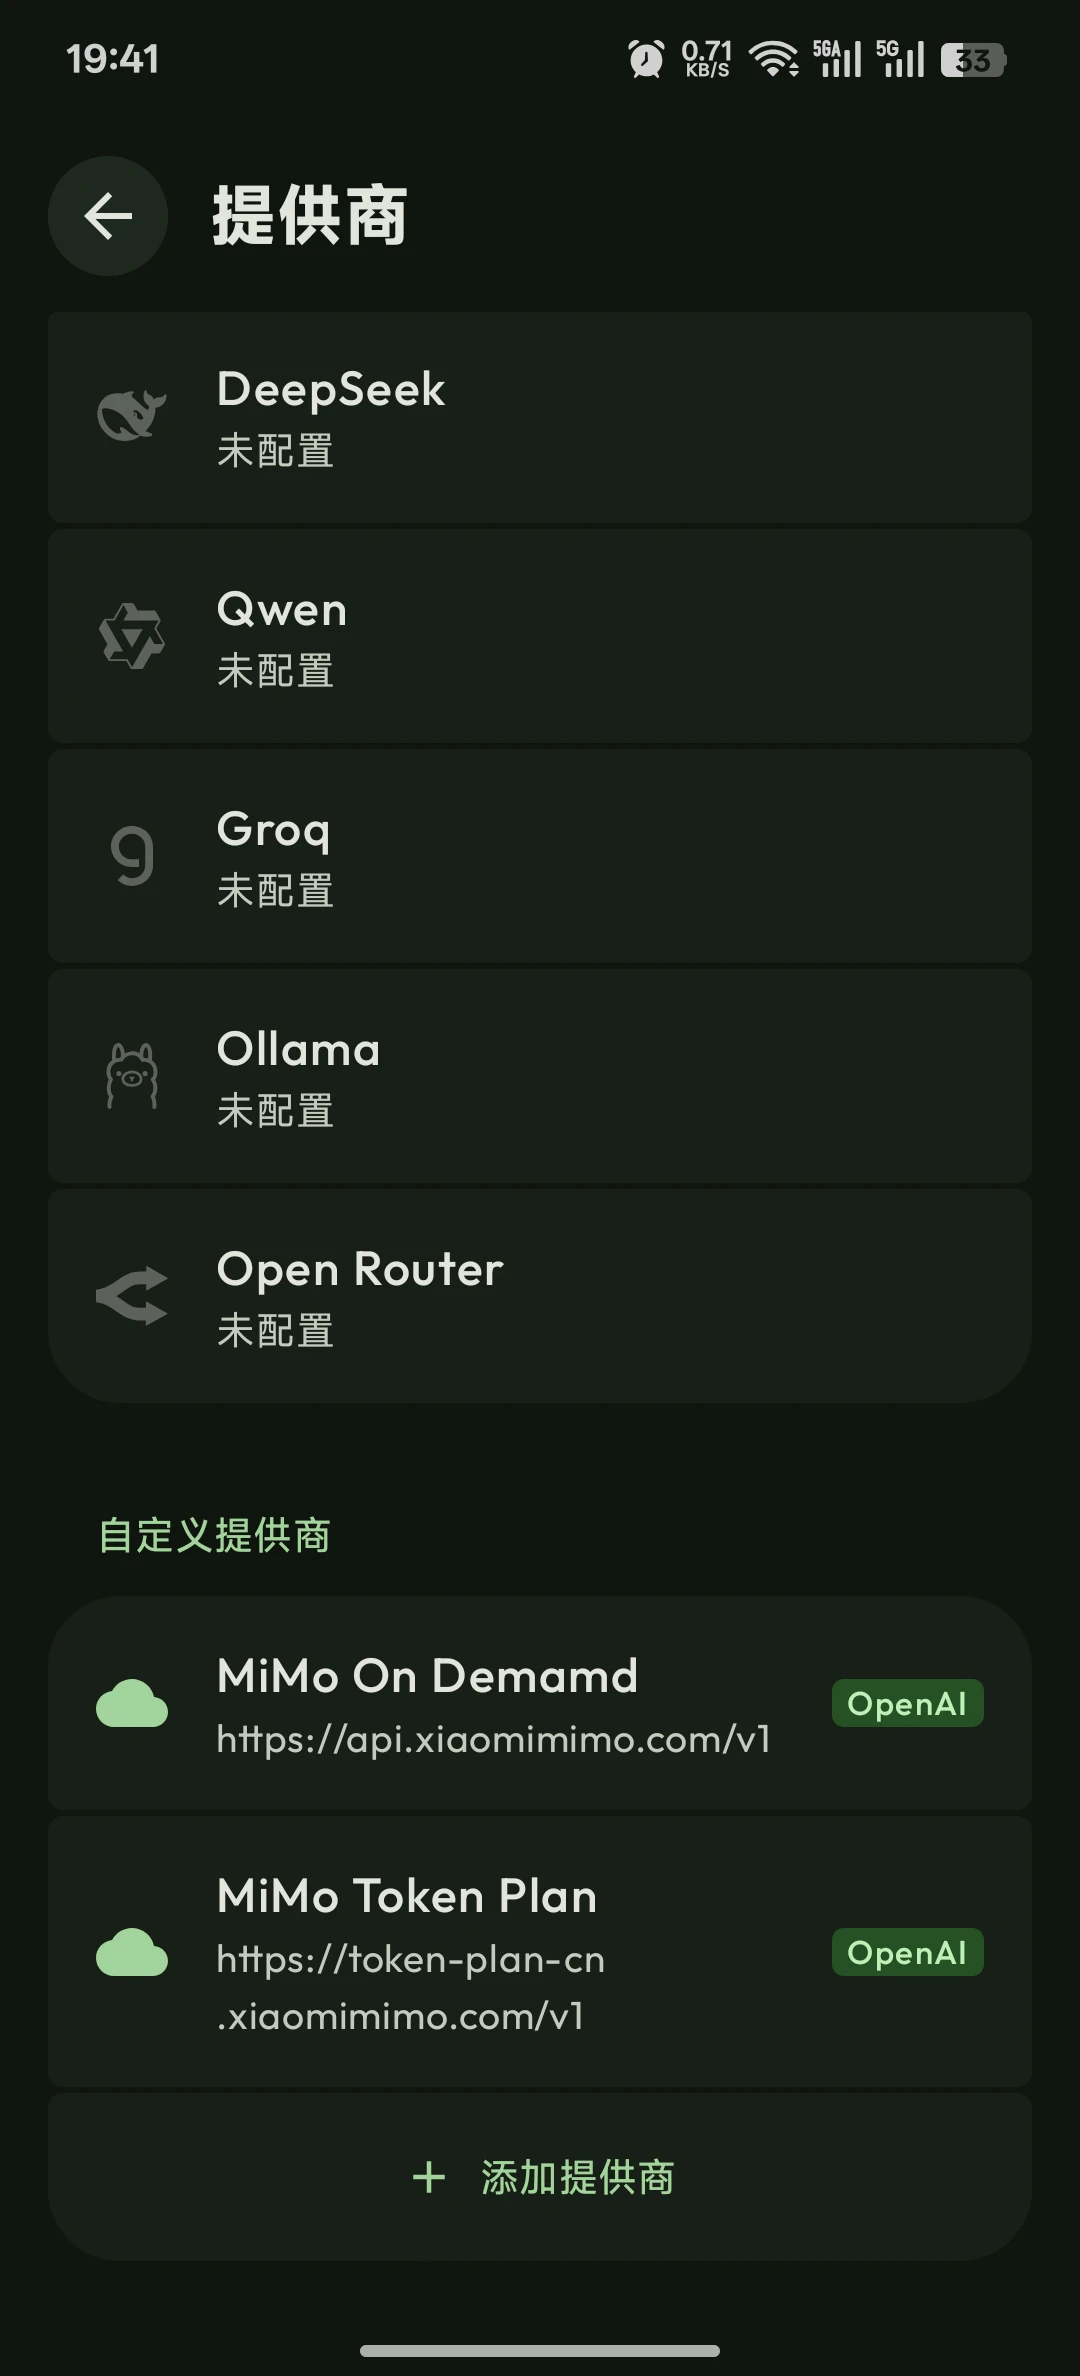 19:41
0.71
KB/S
5GA
5G
33
提供商
DeepSeek
未配置
Qwen
未配置
Groq
未配置
Ollama
未配置
Open Router
未配置
自定义提供商
MiMo On Demamd
https://api.xiaomimimo.com/v1
OpenAI
MiMo Token Plan
https://token-plan-cn
.xiaomimimo.com/v1
OpenAI
+ 添加提供商